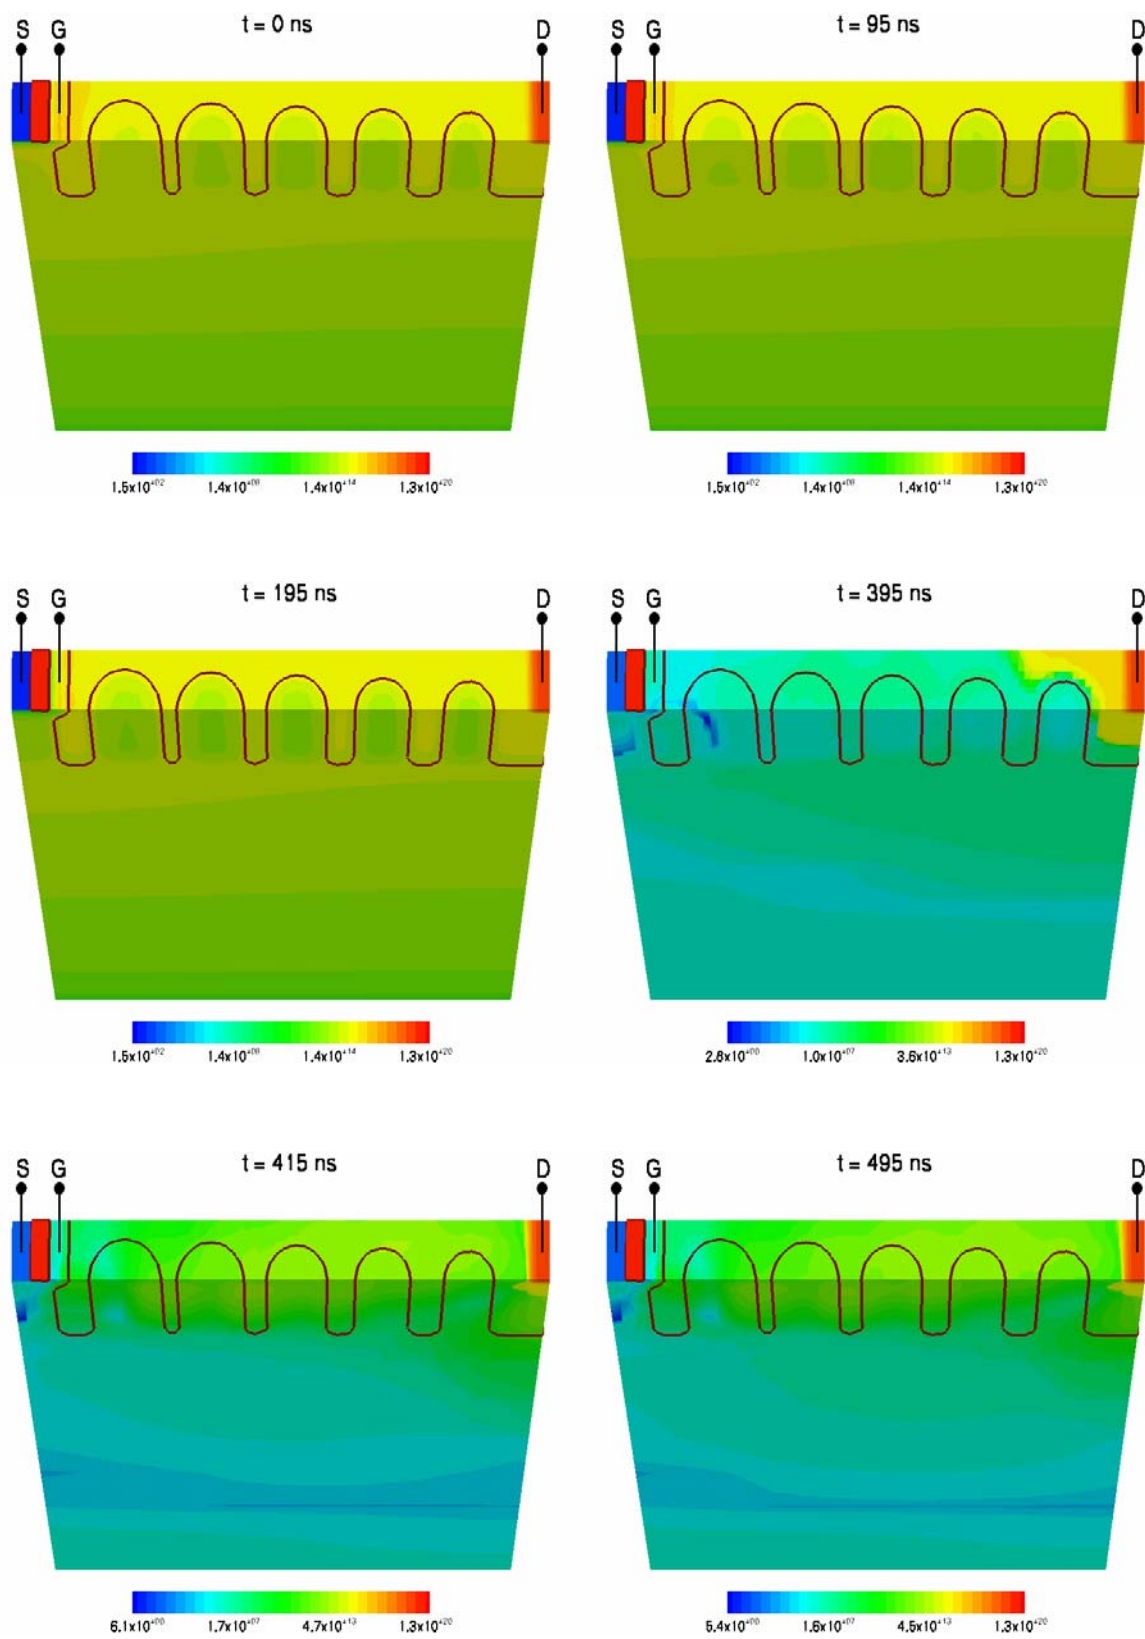 t = 0 ns
t = 95 ns
S G D
S G D
1.5x10+02 1.4x10+08 1.4x10+14 1.3x10+20
1.5x10+02 1.4x10+08 1.4x10+14 1.3x10+20
t = 195 ns
t = 395 ns
S G D
S G D
1.5x10+02 1.4x10+08 1.4x10+14 1.3x10+20
2.8x10+00 1.0x10+07 3.6x10+13 1.3x10+20
t = 415 ns
t = 495 ns
S G D
S G D
6.1x10+00 1.7x10+07 4.7x10+13 1.3x10+20
5.4x10+00 1.6x10+07 4.5x10+13 1.3x10+20